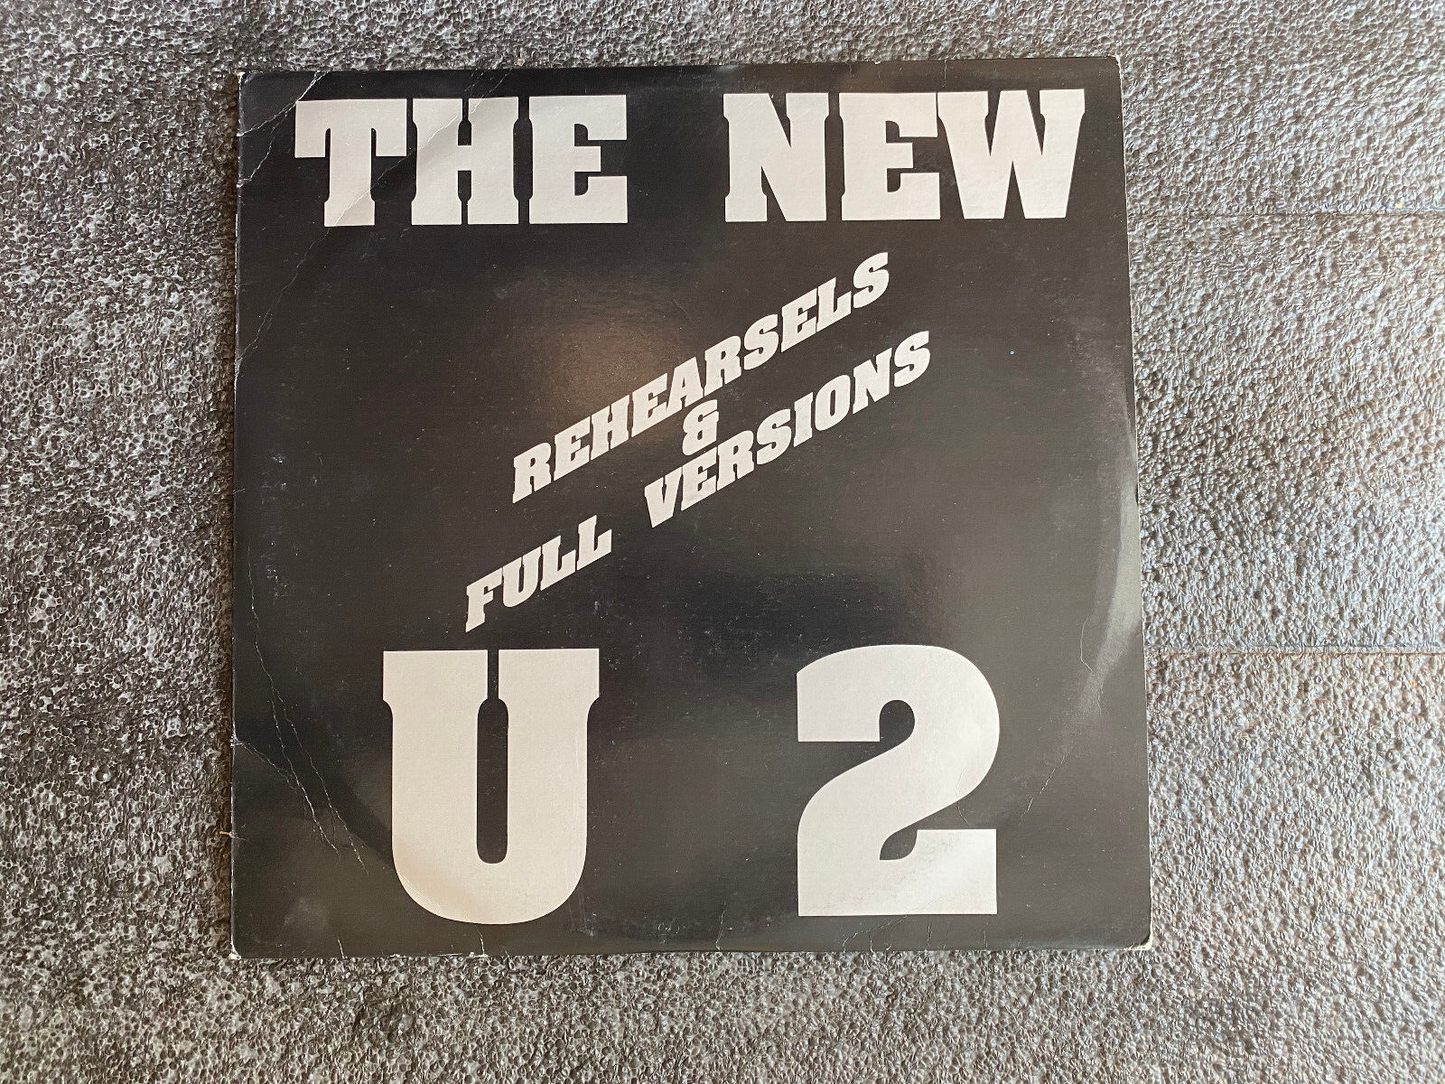 THE NEW
REHEARSELS
&
FULL VERSIONS
U 2